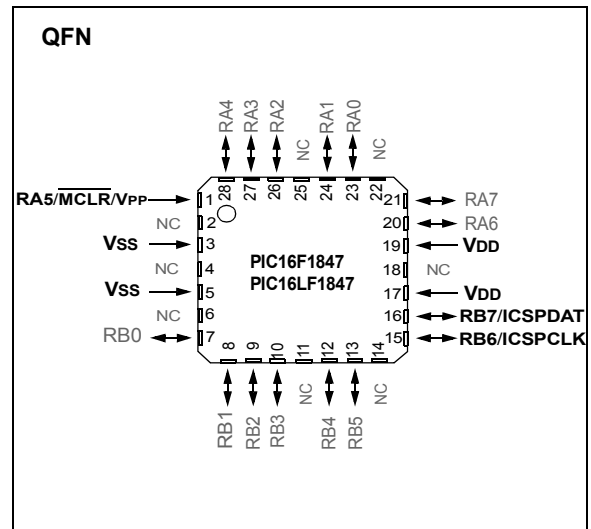 QFN
RA4
RA3
RA2
NC
RA1
RA0
NC
28
27
26
25
24
23
22
RA5/MCLR/VPP
1
21
RA7
NC
2
20
RA6
VSS
3
19
VDD
NC
4
PIC16F1847
18
NC
VSS
5
PIC16LF1847
17
VDD
NC
6
16
RB7/ICSPDAT
RB0
7
15
RB6/ICSPCLK
8
9
10
11
12
13
14
RB1
RB2
RB3
NC
RB4
RB5
NC